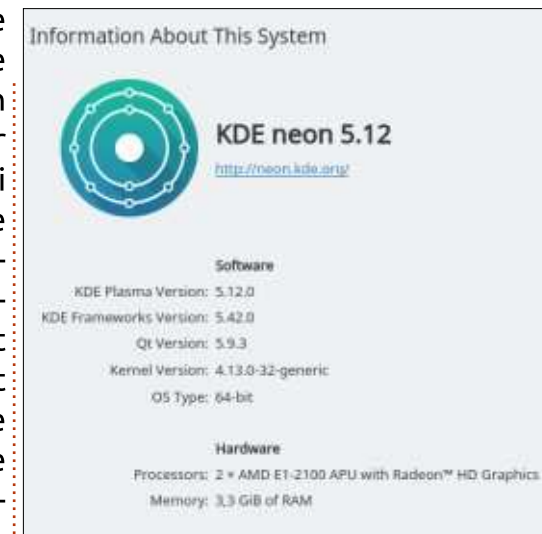 Information About This System
KDE neon 5.12
http://neon.kde.org/
Software
KDE Plasma Version: 5.12.0
KDE Frameworks Version: 5.42.0
Qt Version: 5.9.3
Kernel Version: 4.13.0-32-generic
OS Type: 64-bit
Hardware
Processors: 2 × AMD E1-2100 APU with Radeon™ HD Graphics
Memory: 3,3 GiB of RAM